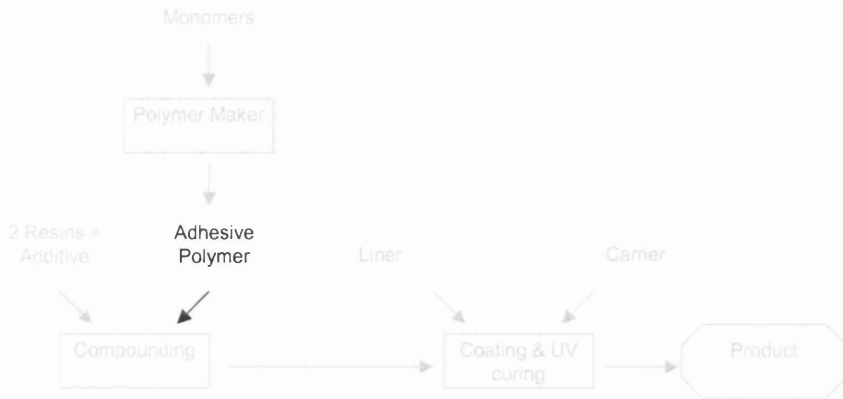 Monomers
Polymer Maker
2 Resins +
Additive
Adhesive
Polymer
Liner
Carrier
Compounding
Coating & UV
curing
Product